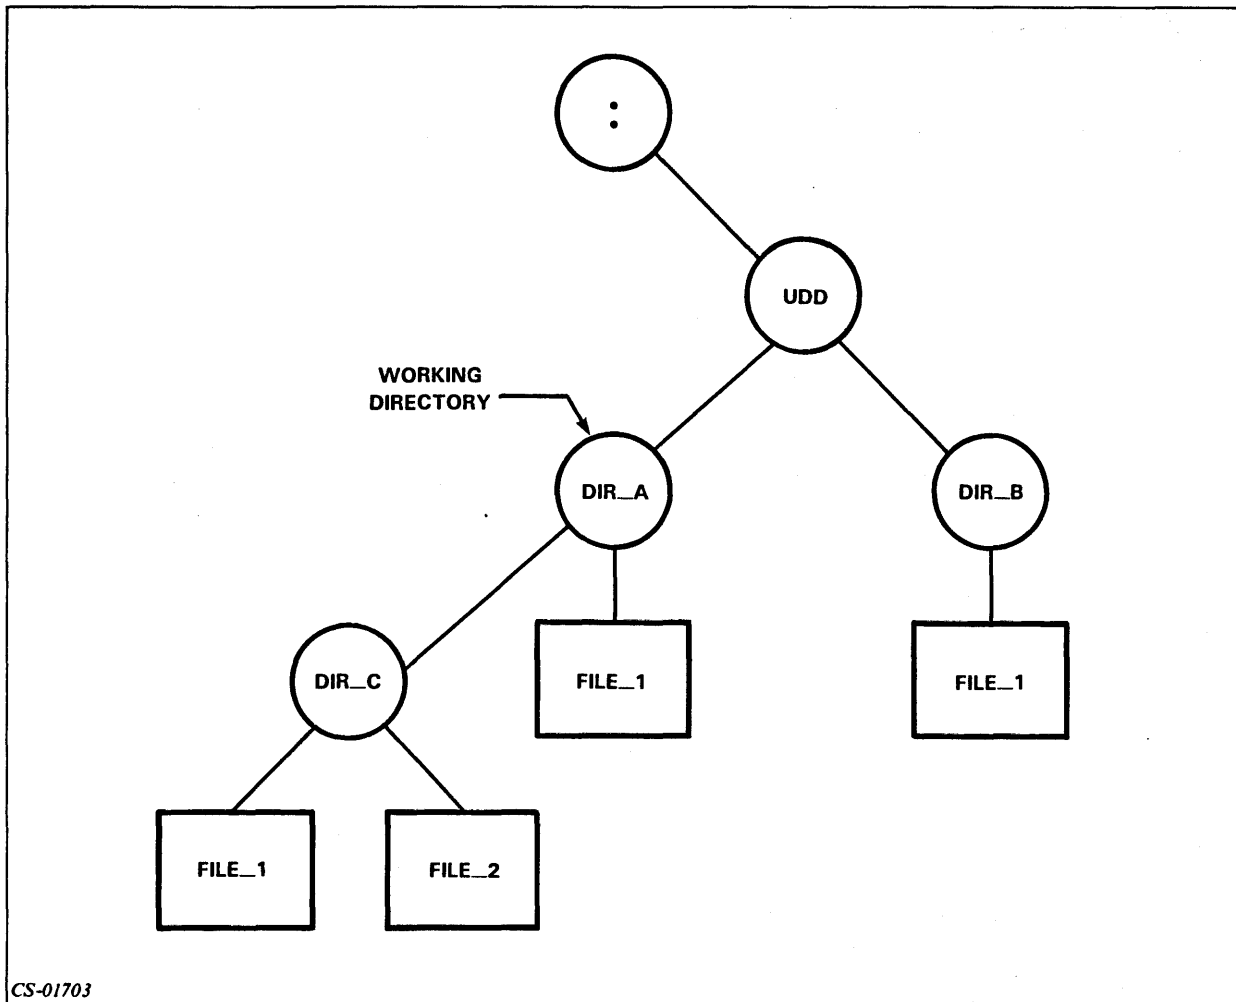 :
UDD
WORKING
DIRECTORY
DIR_A
DIR_B
DIR_C
FILE_1
FILE_1
FILE_1
FILE_2
CS-01703